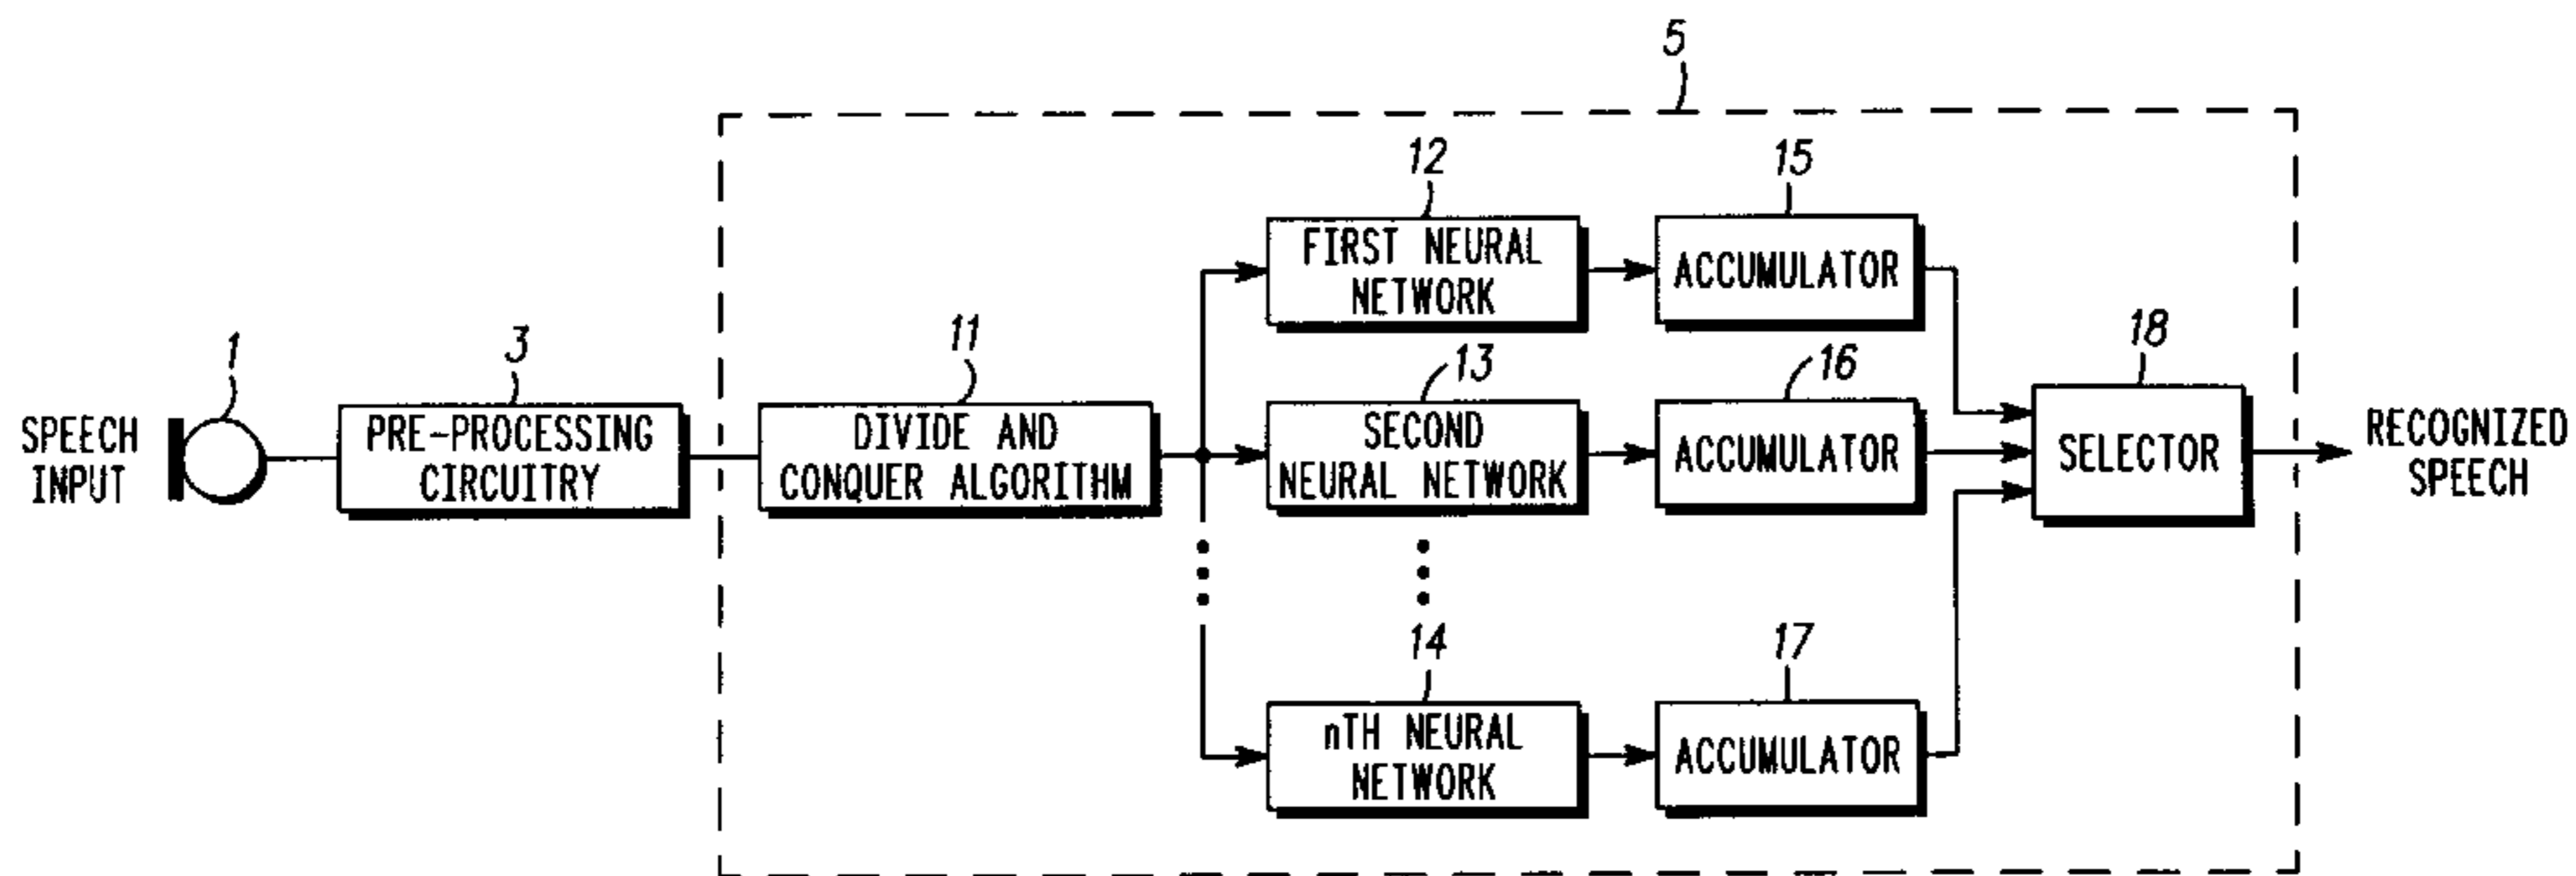 5
12
15
FIRST NEURAL
NETWORK
ACCUMULATOR
1
3
11
13
16
18
SPEECH
INPUT
PRE-PROCESSING
CIRCUITRY
DIVIDE AND
CONQUER ALGORITHM
SECOND
NEURAL NETWORK
ACCUMULATOR
SELECTOR
RECOGNIZED
SPEECH
14
17
nTH NEURAL
NETWORK
ACCUMULATOR